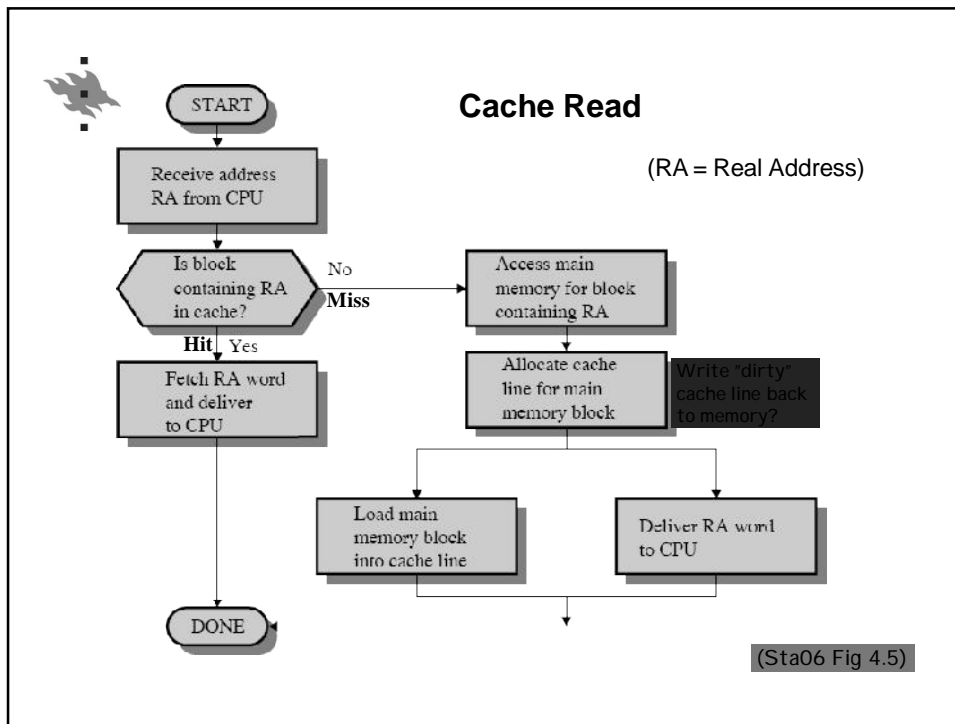 Cache Read
(RA = Real Address)
START
Receive address
RA from CPU
Is block
containing RA
in cache?
No
Miss
Hit Yes
Fetch RA word
and deliver
to CPU
Access main
memory for block
containing RA
Allocate cache
line for main
memory block
Write "dirty"
cache line back
to memory?
Load main
memory block
into cache line
Deliver RA word
to CPU
DONE
(Sta06 Fig 4.5)